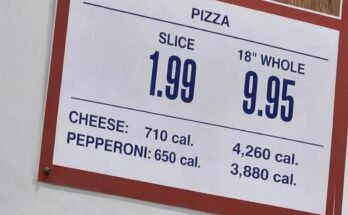 PIZZA
SLICE 18" WHOLE
1.99 9.95
CHEESE: 710 cal. 4,260 cal.
PEPPERONI: 650 cal. 3,880 cal.